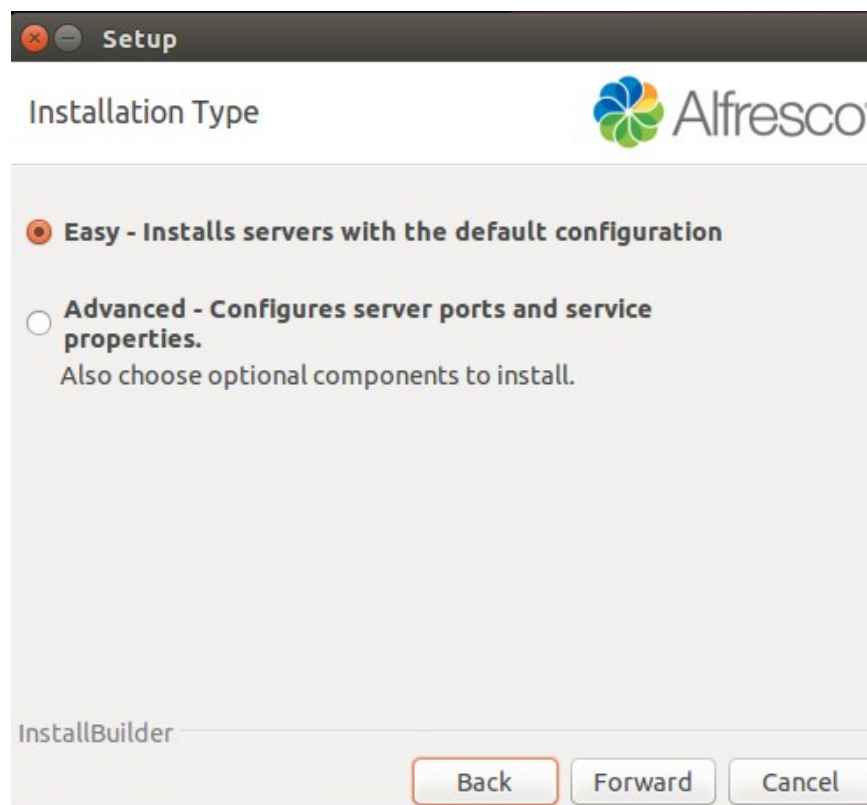 Setup
Installation Type
Alfresco
Easy - Installs servers with the default configuration
Advanced - Configures server ports and service
properties.
Also choose optional components to install.
InstallBuilder
Back
Forward
Cancel